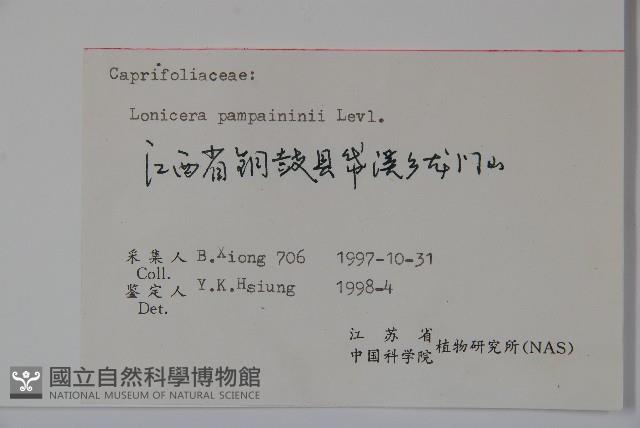 Caprifoliaceae:
Lonicera pampaininii Levl.
江西省铜鼓县带溪乡龙门山
采集人 B.Xiong 706 1997-10-31
Coll.
鉴定人 Y.K.Hsiung 1998-4
Det.
江苏省
中国科学院 植物研究所(NAS)
國立自然科學博物館
NATIONAL MUSEUM OF NATURAL SCIENCE